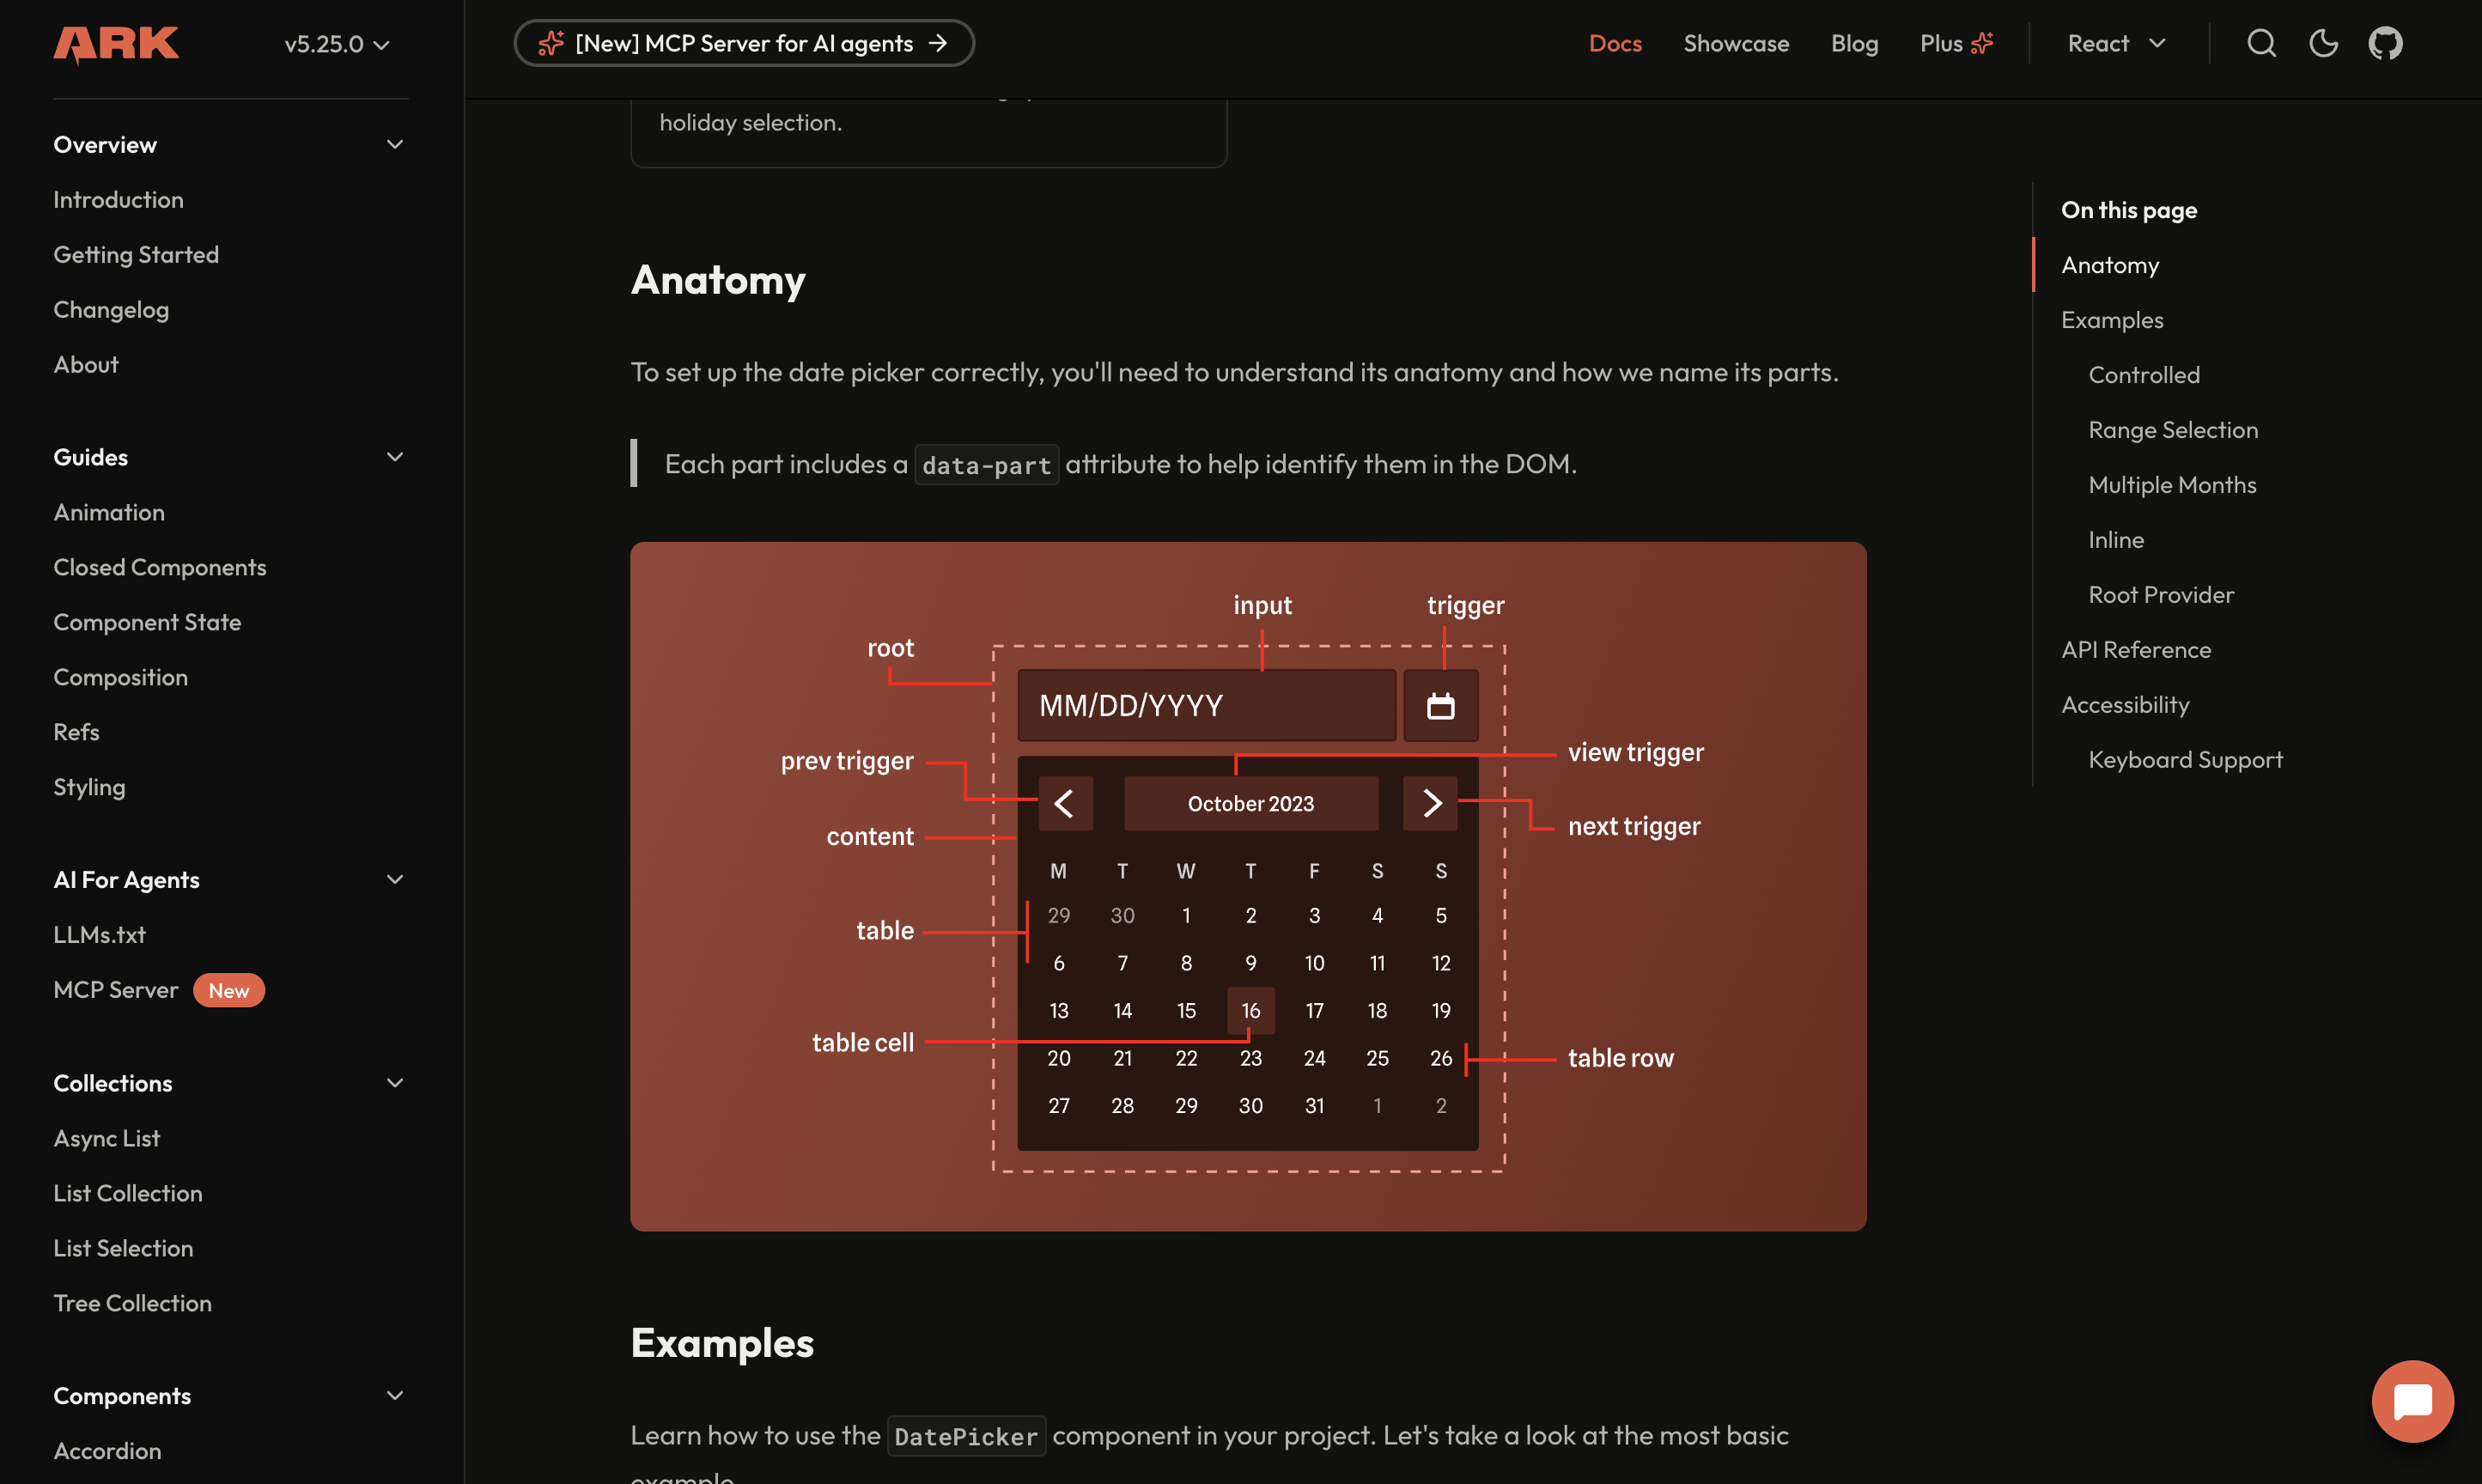 ARK
v5.25.0
[New] MCP Server for AI agents →
Docs
Showcase
Blog
Plus
React
Overview
Introduction
Getting Started
Changelog
About
Guides
Animation
Closed Components
Component State
Composition
Refs
Styling
AI For Agents
LLMs.txt
MCP Server New
Collections
Async List
List Collection
List Selection
Tree Collection
Components
Accordion
holiday selection.
Anatomy
To set up the date picker correctly, you'll need to understand its anatomy and how we name its parts.
Each part includes a data-part attribute to help identify them in the DOM.
input
trigger
root
MM/DD/YYYY
prev trigger
view trigger
October 2023
content
next trigger
M T W T F S S
29 30 1 2 3 4 5
table
6 7 8 9 10 11 12
13 14 15 16 17 18 19
table cell
20 21 22 23 24 25 26
table row
27 28 29 30 31 1 2
Examples
Learn how to use the DatePicker component in your project. Let's take a look at the most basic
example
On this page
Anatomy
Examples
Controlled
Range Selection
Multiple Months
Inline
Root Provider
API Reference
Accessibility
Keyboard Support